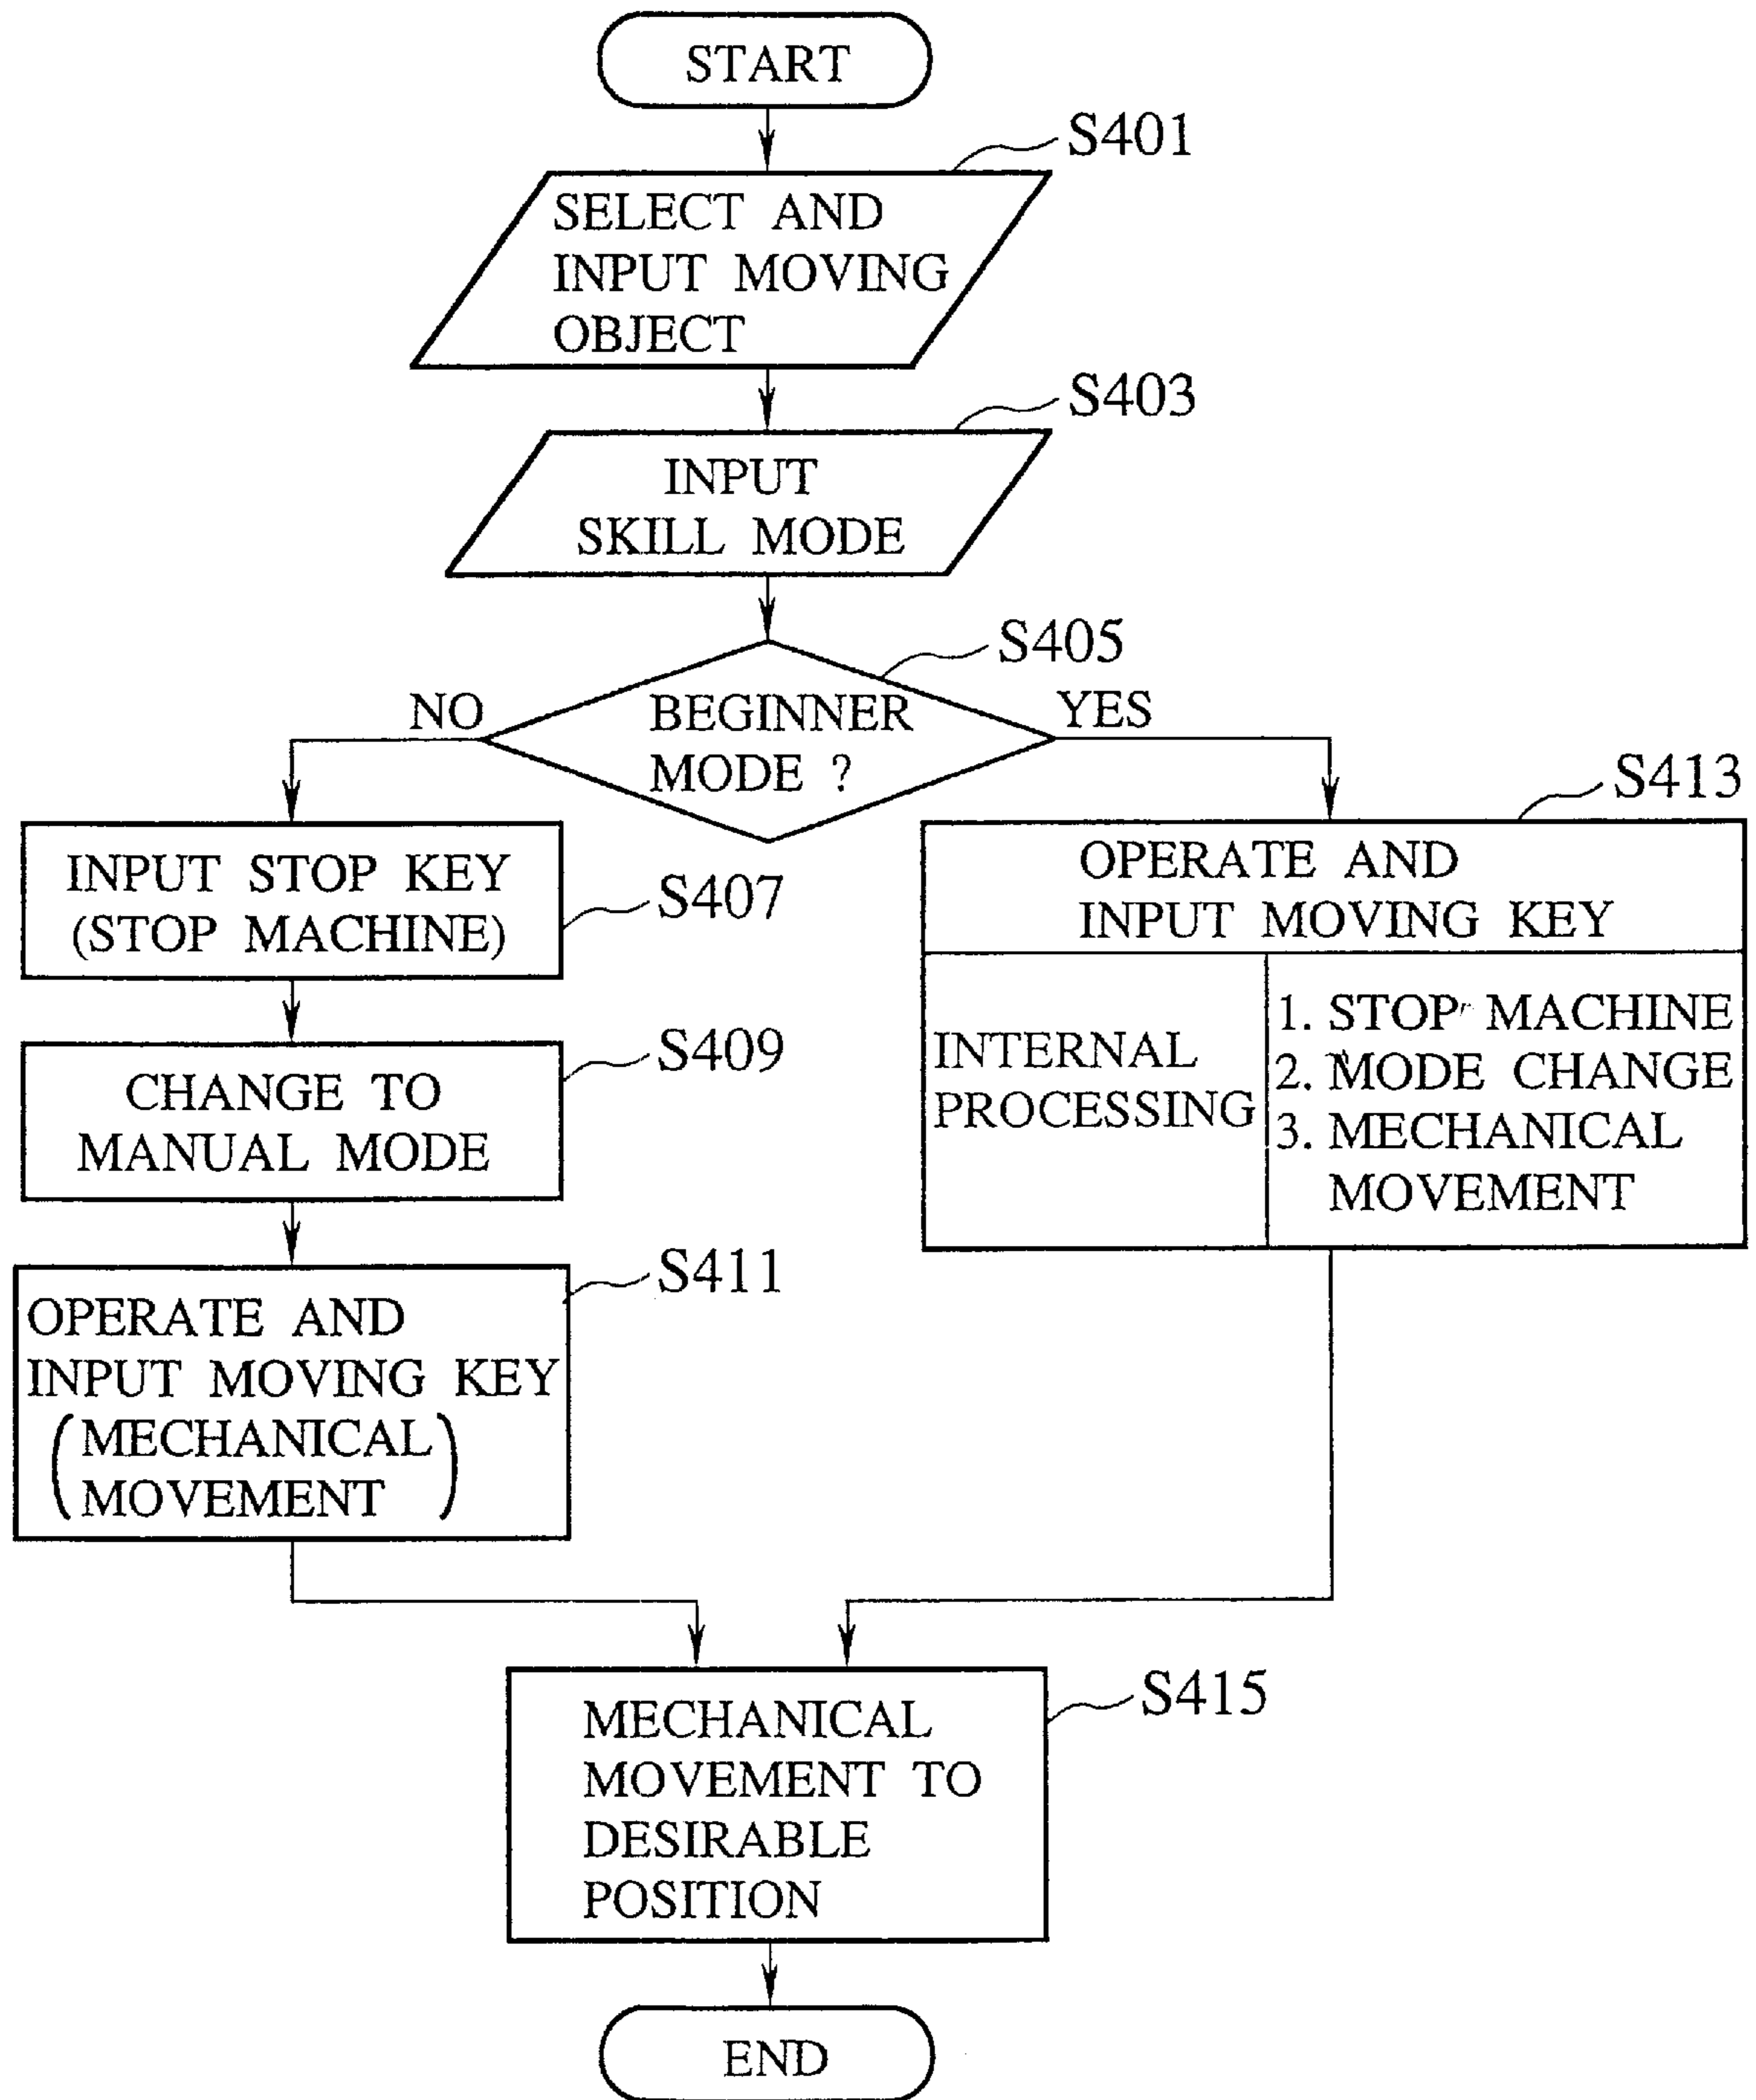 START
S401
SELECT AND
INPUT MOVING
OBJECT
S403
INPUT
SKILL MODE
S405
NO
BEGINNER
MODE ?
YES
INPUT STOP KEY
(STOP MACHINE)
S407
CHANGE TO
MANUAL MODE
S409
OPERATE AND
INPUT MOVING KEY
(MECHANICAL
MOVEMENT)
S411
S413
OPERATE AND
INPUT MOVING KEY
INTERNAL
PROCESSING
1. STOP MACHINE
2. MODE CHANGE
3. MECHANICAL
MOVEMENT
S415
MECHANICAL
MOVEMENT TO
DESIRABLE
POSITION
END